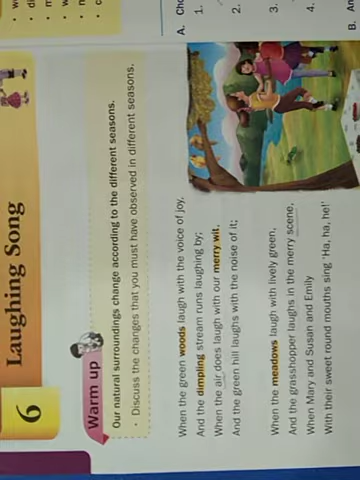 6
Laughing Song
Warm up
Our natural surroundings change according to the different seasons.
• Discuss the changes that you must have observed in different seasons.
When the green woods laugh with the voice of joy,
And the dimpling stream runs laughing by;
When the air does laugh with our merry wit,
And the green hill laughs with the noise of it;
When the meadows laugh with lively green,
And the grasshopper laughs in the merry scene,
When Mary and Susan and Emily
With their sweet round mouths sing 'Ha, ha, he!'
A.
1.
2.
3.
4.
B.